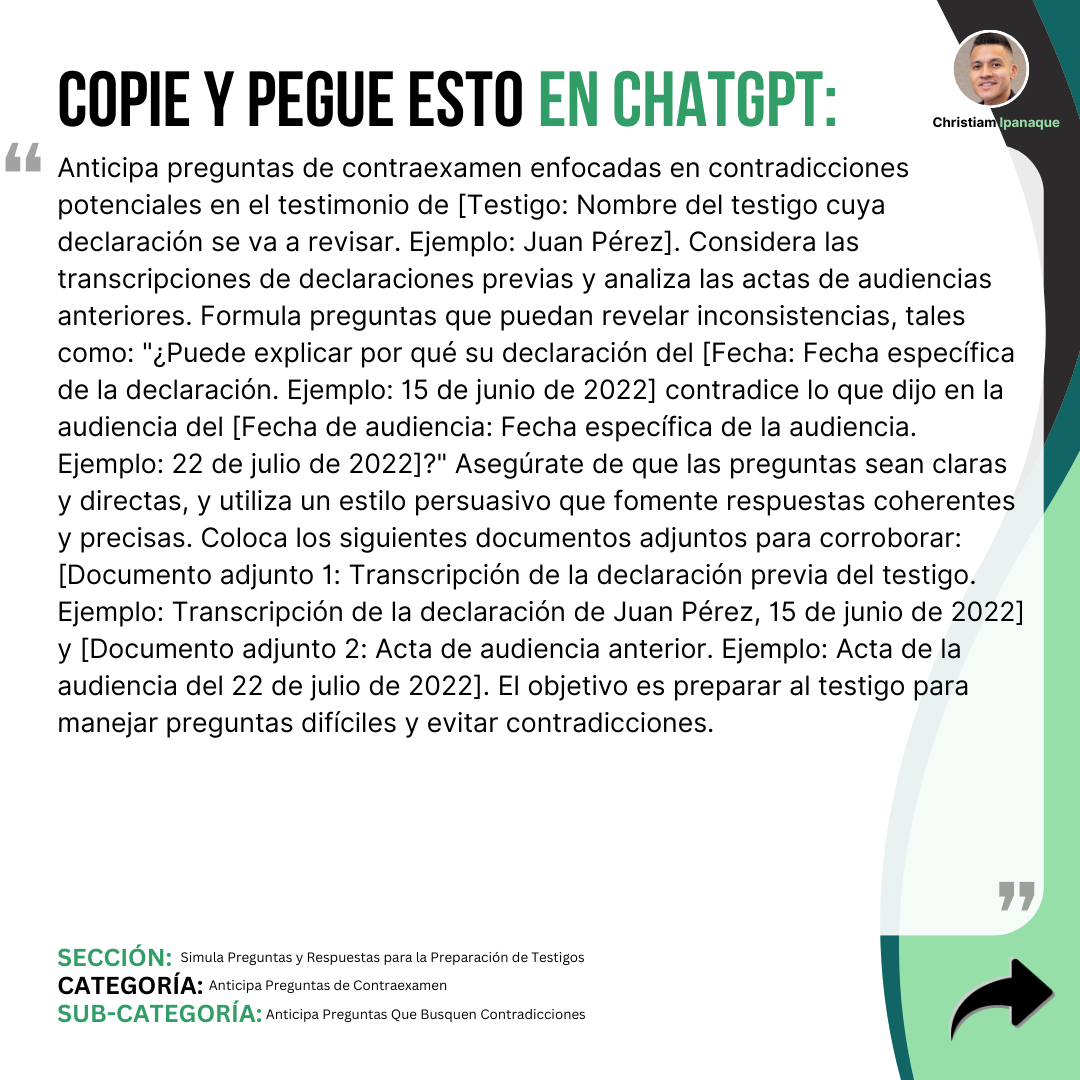 COPIE Y PEGUE ESTO EN CHATGPT:
Christiam Ipanaque
“
Anticipa preguntas de contraexamen enfocadas en contradicciones
potenciales en el testimonio de [Testigo: Nombre del testigo cuya
declaración se va a revisar. Ejemplo: Juan Pérez]. Considera las
transcripciones de declaraciones previas y analiza las actas de audiencias
anteriores. Formula preguntas que puedan revelar inconsistencias, tales
como: "¿Puede explicar por qué su declaración del [Fecha: Fecha específica
de la declaración. Ejemplo: 15 de junio de 2022] contradice lo que dijo en la
audiencia del [Fecha de audiencia: Fecha específica de la audiencia.
Ejemplo: 22 de julio de 2022]?" Asegúrate de que las preguntas sean claras
y directas, y utiliza un estilo persuasivo que fomente respuestas coherentes
y precisas. Coloca los siguientes documentos adjuntos para corroborar:
[Documento adjunto 1: Transcripción de la declaración previa del testigo.
Ejemplo: Transcripción de la declaración de Juan Pérez, 15 de junio de 2022]
y [Documento adjunto 2: Acta de audiencia anterior. Ejemplo: Acta de la
audiencia del 22 de julio de 2022]. El objetivo es preparar al testigo para
manejar preguntas difíciles y evitar contradicciones.
”
SECCIÓN: Simula Preguntas y Respuestas para la Preparación de Testigos
CATEGORÍA: Anticipa Preguntas de Contraexamen
SUB-CATEGORÍA: Anticipa Preguntas Que Busquen Contradicciones